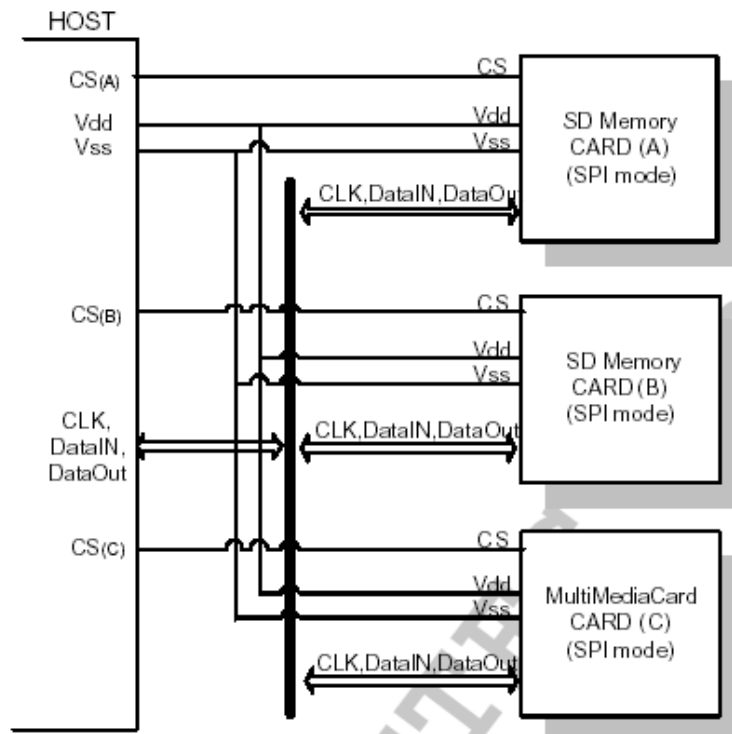 HOST
CS(A)
CS
Vdd
Vdd
Vss
Vss
SD Memory
CARD (A)
(SPI mode)
CLK,DataIN,DataOut
CS(B)
CS
Vdd
Vss
SD Memory
CARD(B)
(SPI mode)
CLK,
DataIN,
DataOut
CLK,DataIN,DataOut
CS(C)
CS
Vdd
Vss
MultiMediaCard
CARD (C)
(SPI mode)
CLK,DataIN,DataOut